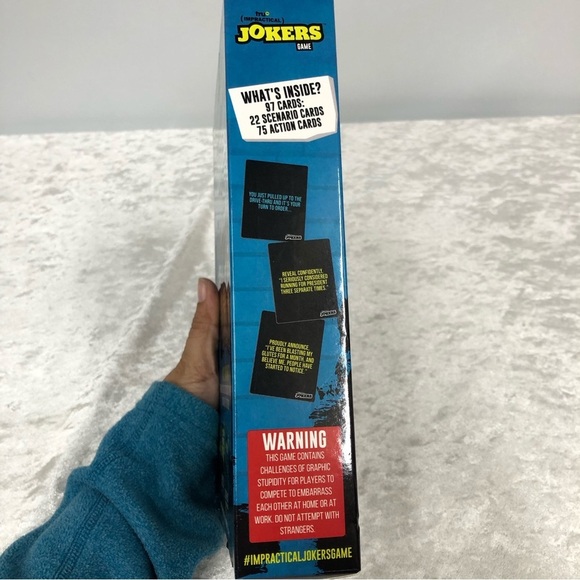 tru
IMPRACTICAL
JOKERS
GAME
WHAT'S INSIDE?
97 CARDS:
22 SCENARIO CARDS
75 ACTION CARDS
YOU JUST PULLED UP TO THE
DRIVE-THRU AND IT'S YOUR
TURN TO ORDER...
JOKERS
REVEAL CONFIDENTLY,
"I SERIOUSLY CONSIDERED
RUNNING FOR PRESIDENT
THREE SEPARATE TIMES."
JOKERS
PROUDLY ANNOUNCE,
"I'VE BEEN BLASTING MY
GLUTES FOR A MONTH, AND
BELIEVE ME, PEOPLE HAVE
STARTED TO NOTICE."
JOKERS
WARNING
THIS GAME CONTAINS
CHALLENGES OF GRAPHIC
STUPIDITY FOR PLAYERS TO
COMPETE TO EMBARRASS
EACH OTHER AT HOME OR AT
WORK. DO NOT ATTEMPT WITH
STRANGERS.
#IMPRACTICALJOKERSGAME